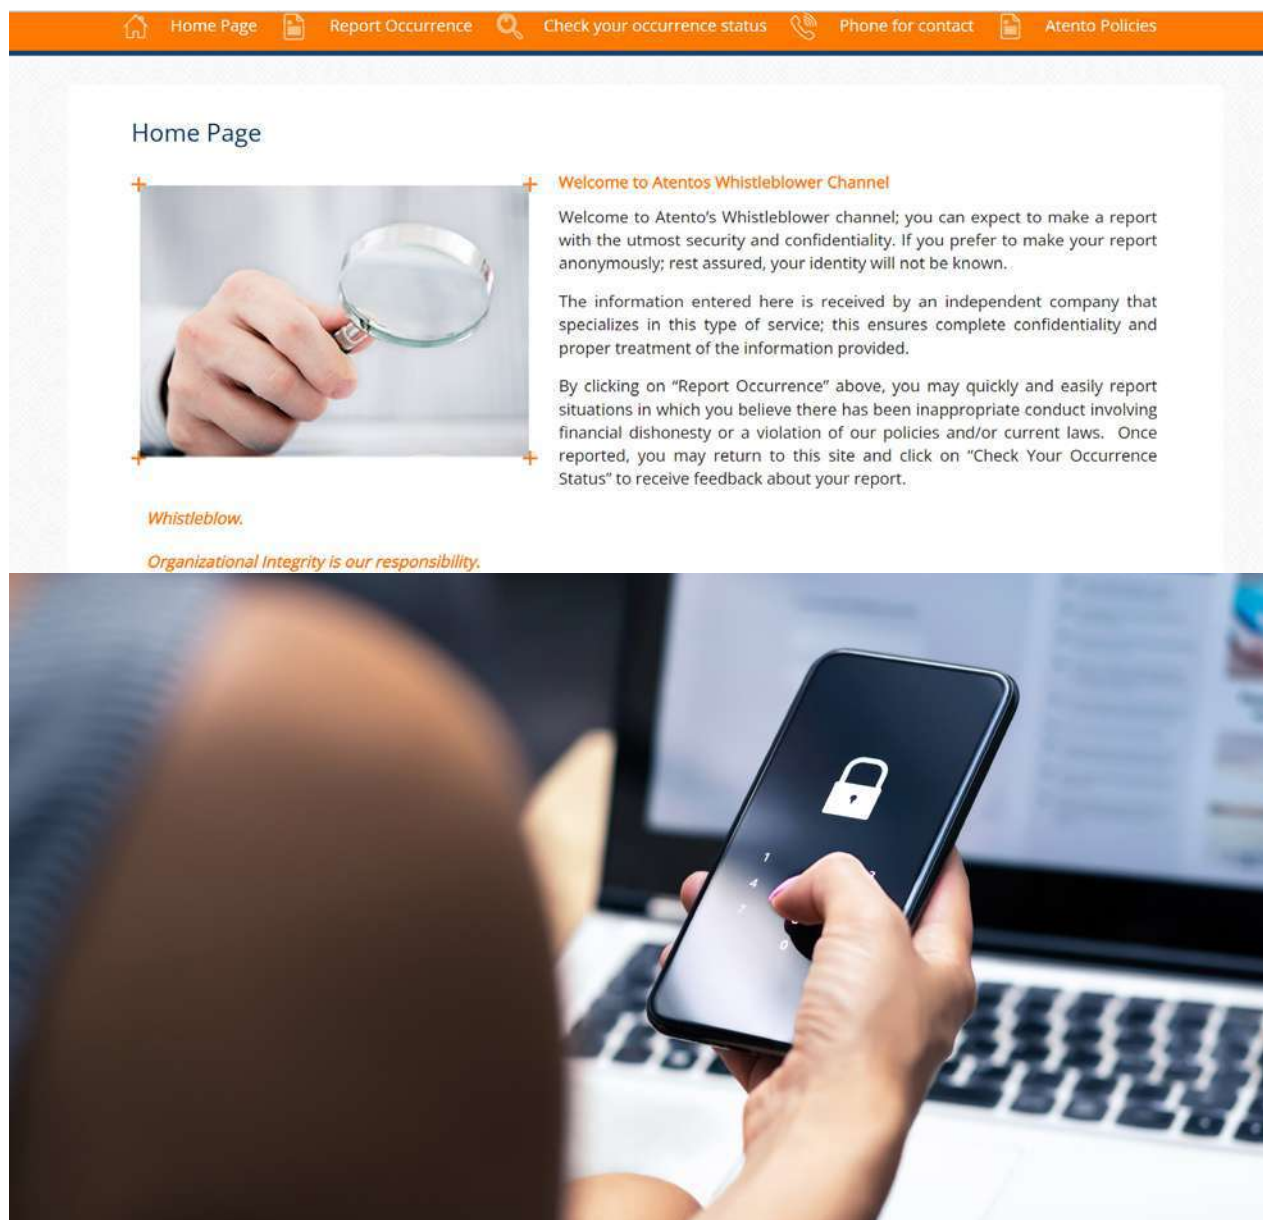 Home Page Report Occurrence Check your occurrence status Phone for contact Atento Policies
Home Page
Welcome to Atentos Whistleblower Channel
Welcome to Atento’s Whistleblower channel; you can expect to make a report
with the utmost security and confidentiality. If you prefer to make your report
anonymously; rest assured, your identity will not be known.
The information entered here is received by an independent company that
specializes in this type of service; this ensures complete confidentiality and
proper treatment of the information provided.
By clicking on “Report Occurrence” above, you may quickly and easily report
situations in which you believe there has been inappropriate conduct involving
financial dishonesty or a violation of our policies and/or current laws. Once
reported, you may return to this site and click on “Check Your Occurrence
Status” to receive feedback about your report.
Whistleblow.
Organizational Integrity is our responsibility.
1
4
7
0